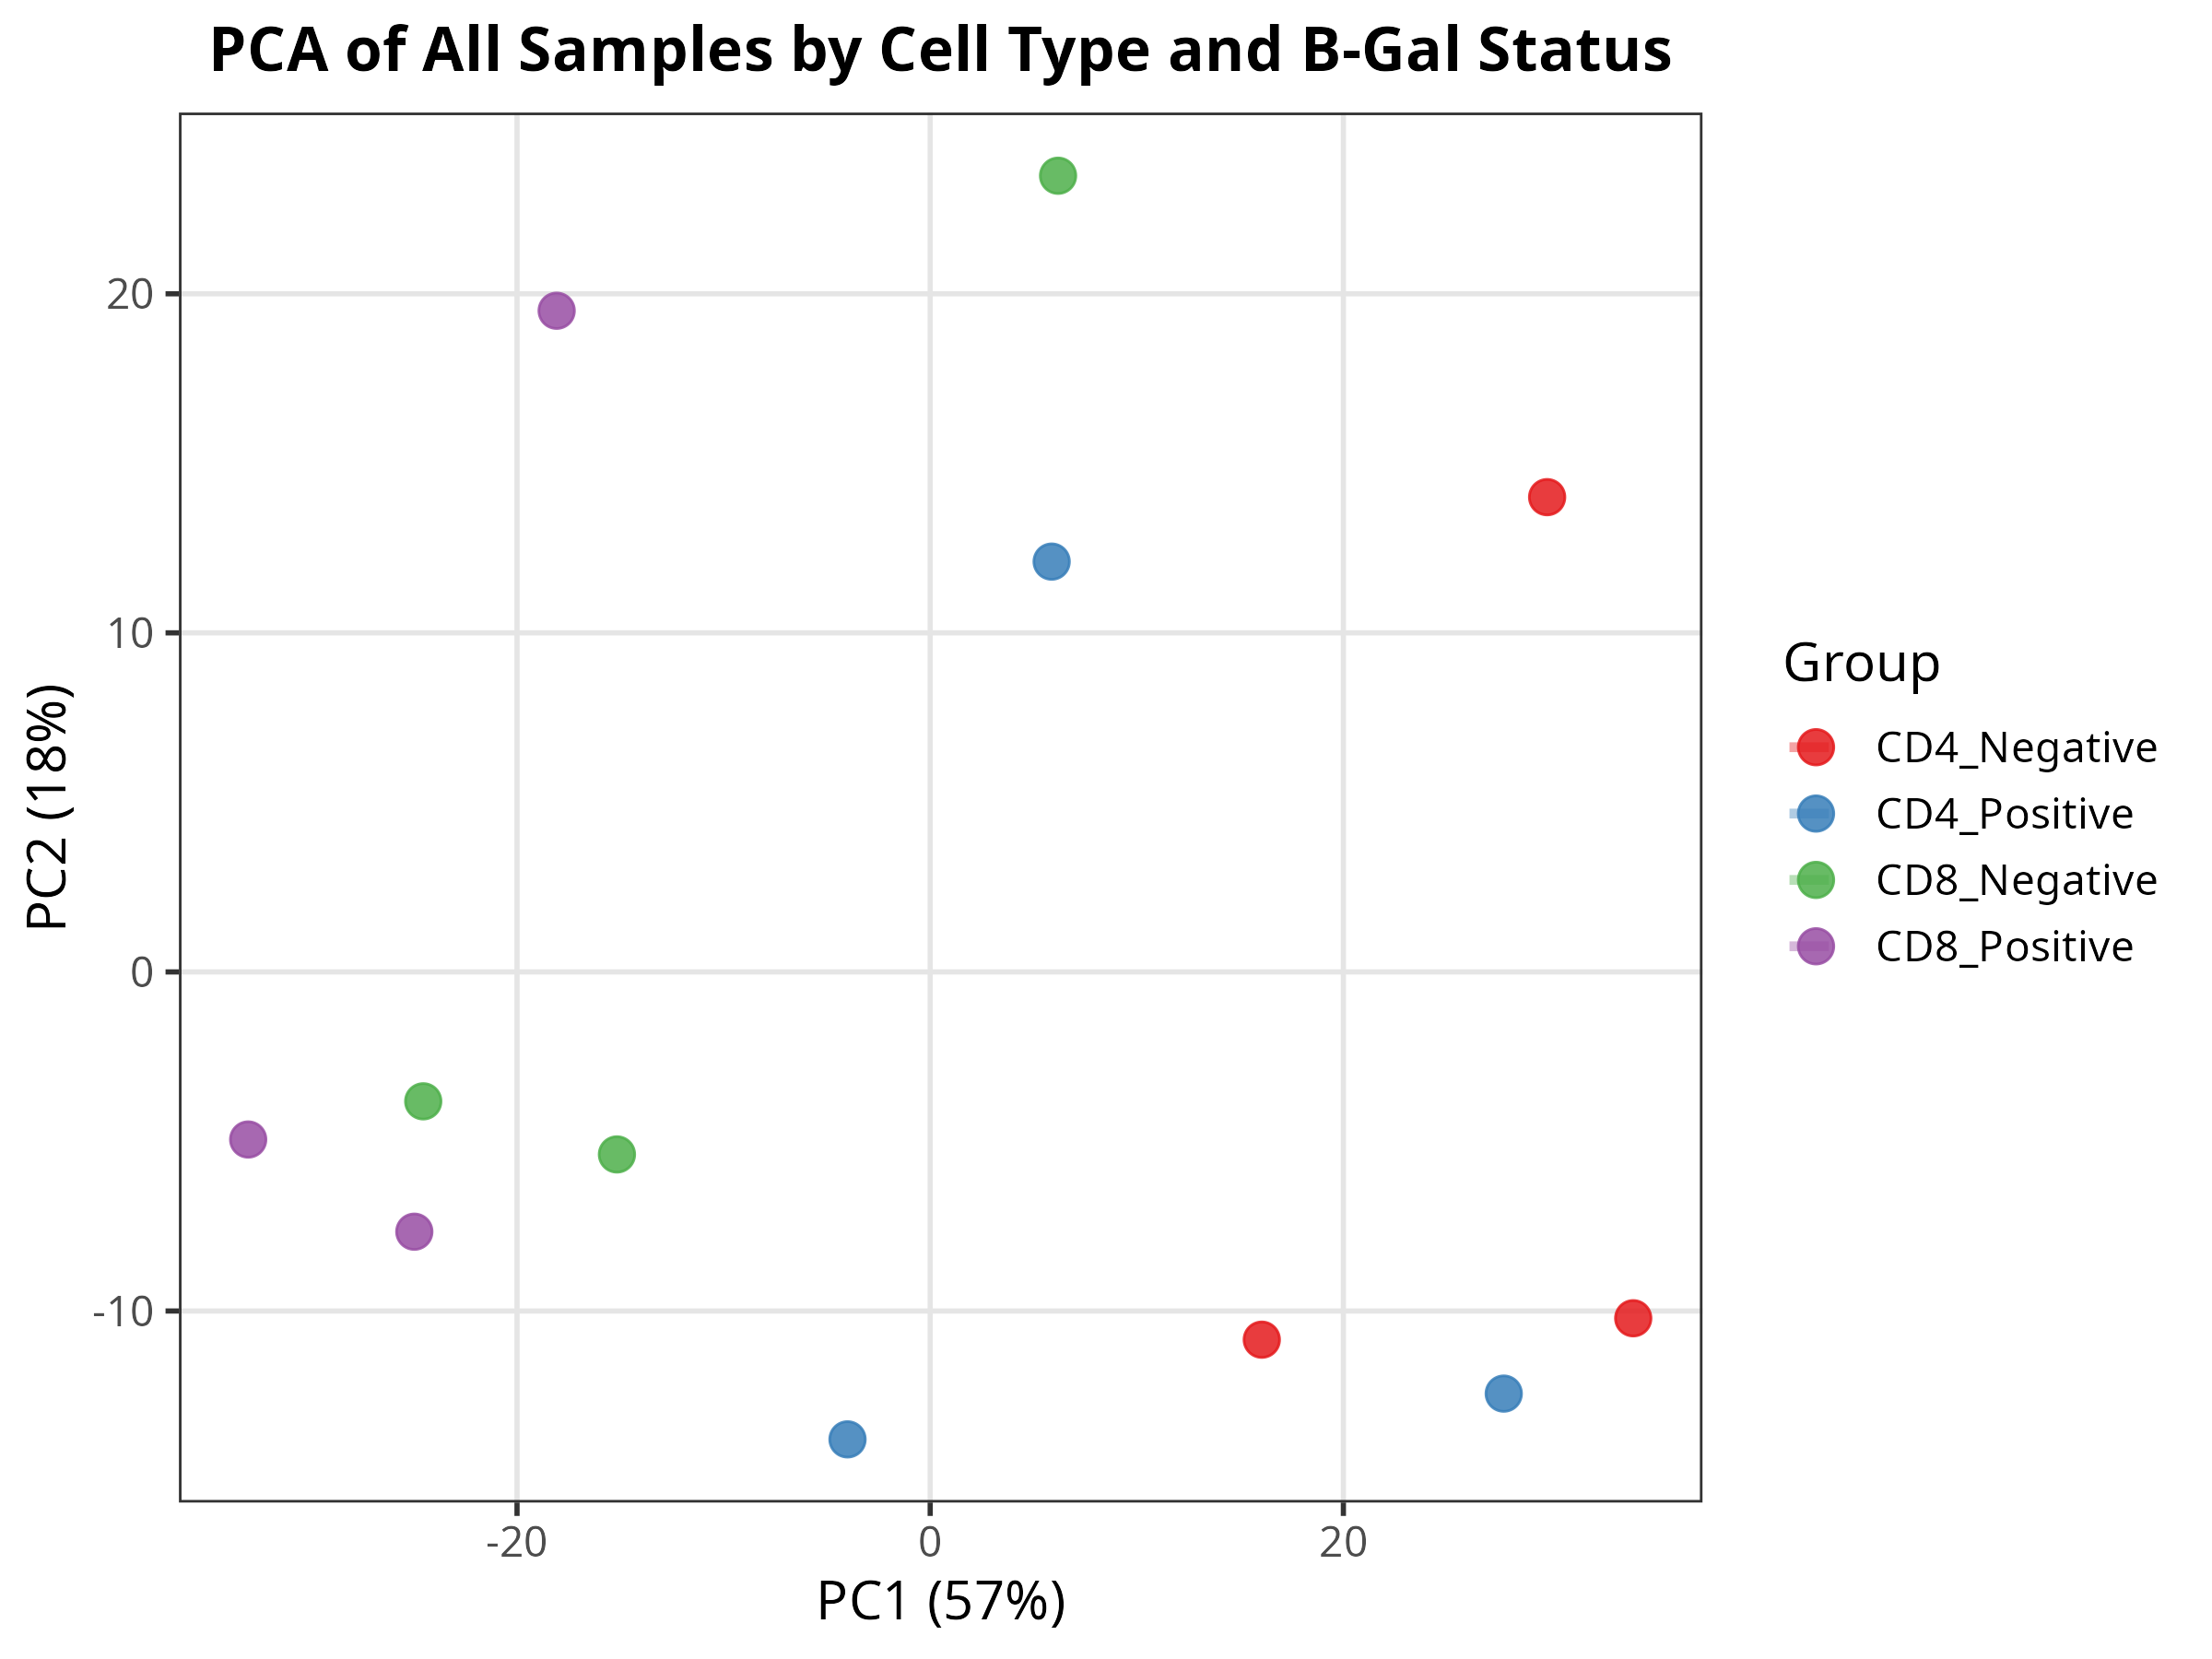 PCA of All Samples by Cell Type and B-Gal Status
20
10
0
-10
PC2 (18%)
-20
0
20
PC1 (57%)
Group
CD4_Negative
CD4_Positive
CD8_Negative
CD8_Positive